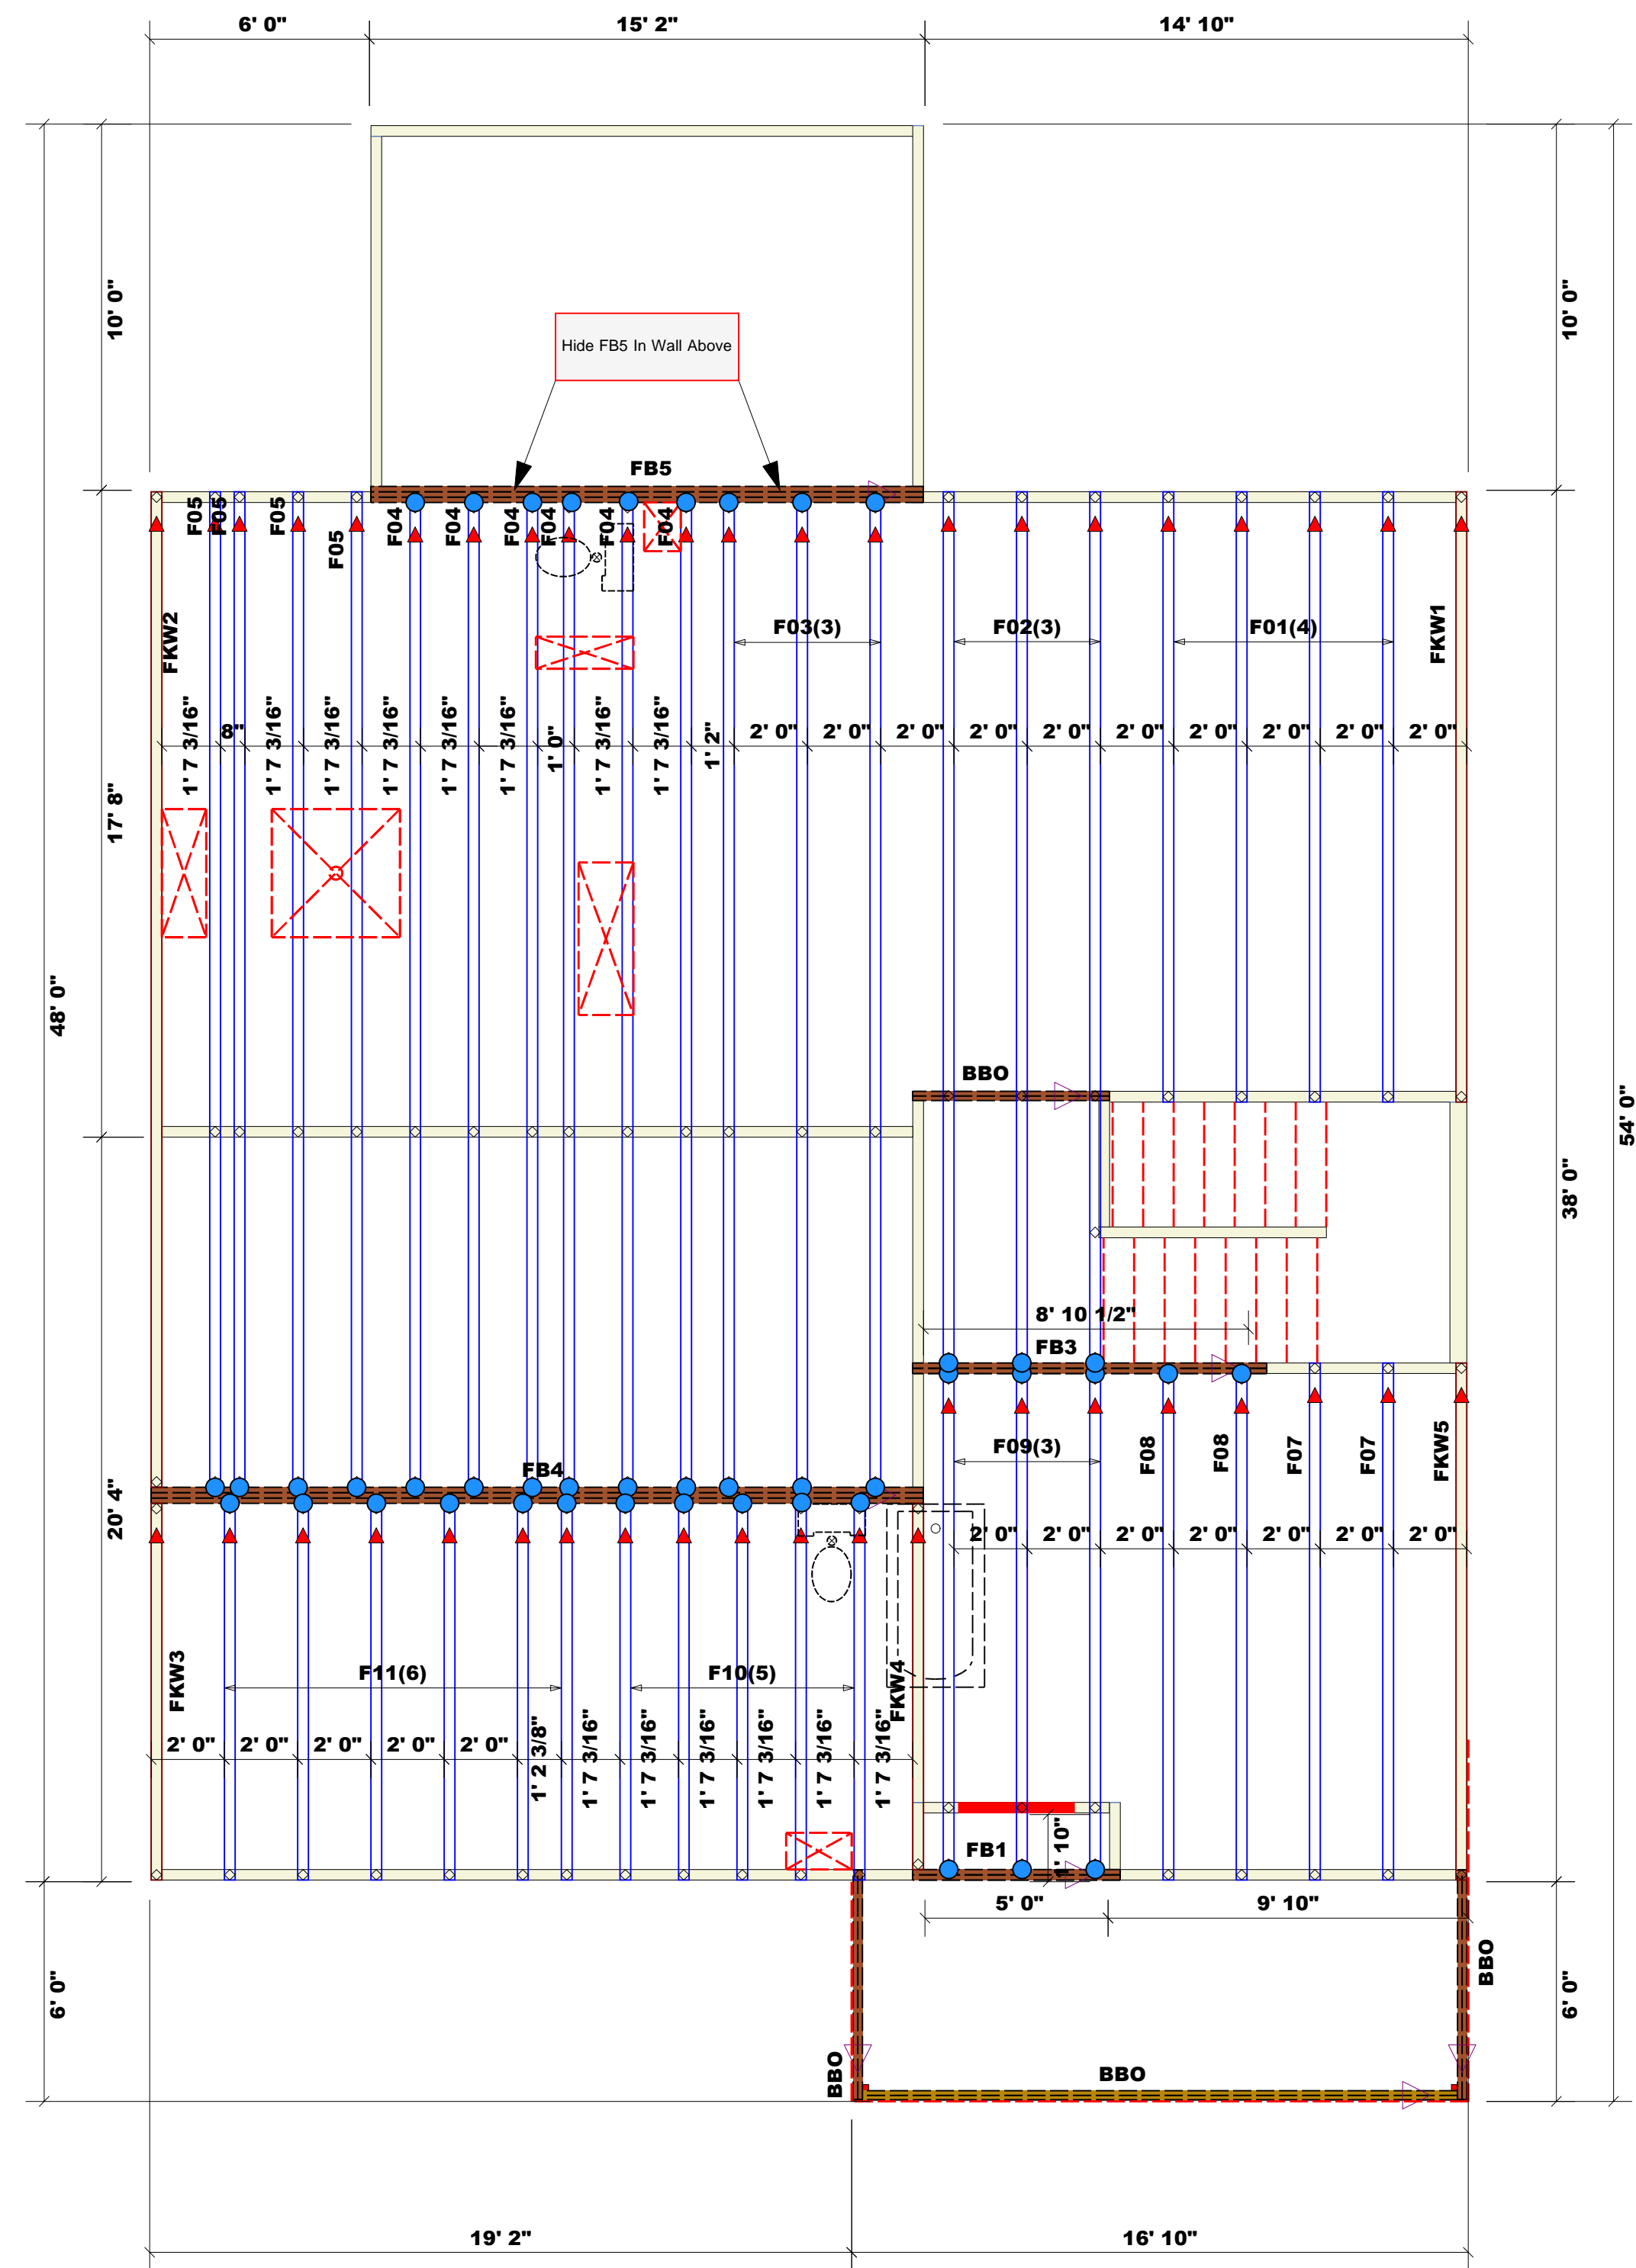 6' 0"
15' 2"
14' 10"
10' 0"
10' 0"
Hide FB5 In Wall Above
FB5
F05
F05
F05
F05
F04
F04
F04
F04
F04
F04
FKW2
F03(3)
F02(3)
F01(4)
FKW1
1' 7 3/16"
8"
1' 7 3/16"
1' 7 3/16"
1' 7 3/16"
1' 7 3/16"
1' 7 3/16"
1' 0"
1' 7 3/16"
1' 7 3/16"
1' 2"
2' 0"
2' 0"
2' 0"
2' 0"
2' 0"
2' 0"
2' 0"
2' 0"
2' 0"
2' 0"
17' 8"
48' 0"
BBO
54' 0"
38' 0"
8' 10 1/2"
FB3
F09(3)
F08
F08
F07
F07
FKW5
FB4
20' 4"
2' 0"
2' 0"
2' 0"
2' 0"
2' 0"
2' 0"
2' 0"
FKW3
F11(6)
F10(5)
FKW4
2' 0"
2' 0"
2' 0"
2' 0"
2' 0"
1' 2 3/8"
1' 7 3/16"
1' 7 3/16"
1' 7 3/16"
1' 7 3/16"
1' 7 3/16"
1' 7 3/16"
1' 10"
FB1
5' 0"
9' 10"
6' 0"
BBO
6' 0"
BBO
BBO
19' 2"
16' 10"